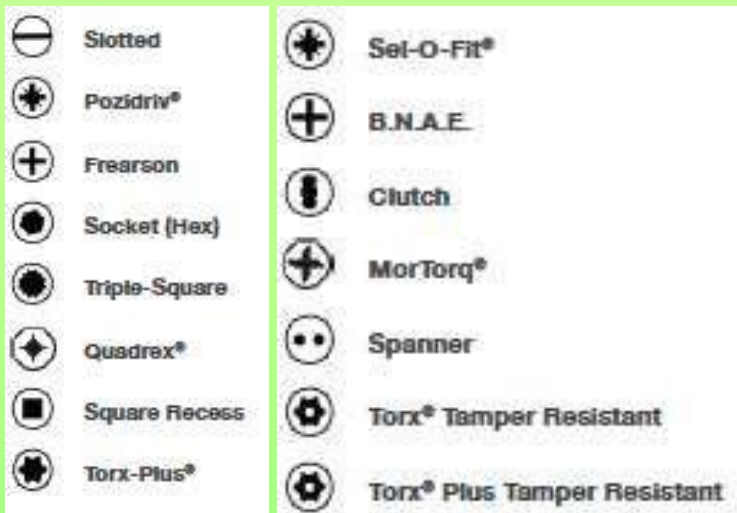 Slotted
Pozidriv®
Frearson
Socket (Hex)
Triple-Square
Quadrex®
Square Recess
Torx-Plus®
Sel-O-Fit®
B.N.A.E.
Clutch
MorTorq®
Spanner
Torx® Tamper Resistant
Torx® Plus Tamper Resistant